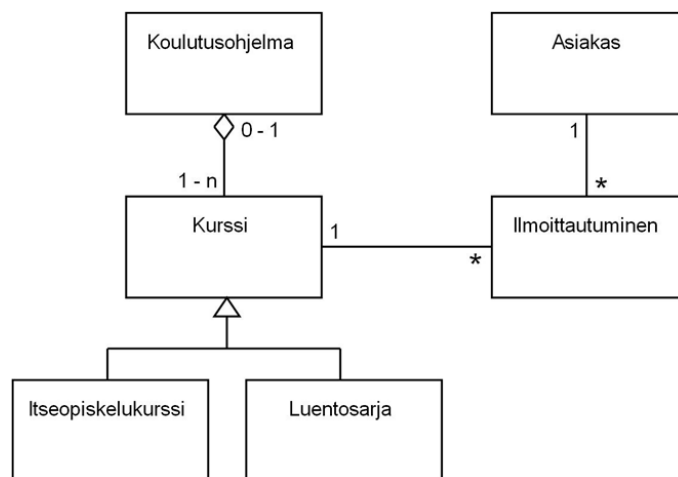 Koulutusohjelma
Asiakas
0 - 1
1
1 - n
*
Kurssi
Ilmoittautuminen
1
*
Itseopiskelukurssi
Luentosarja